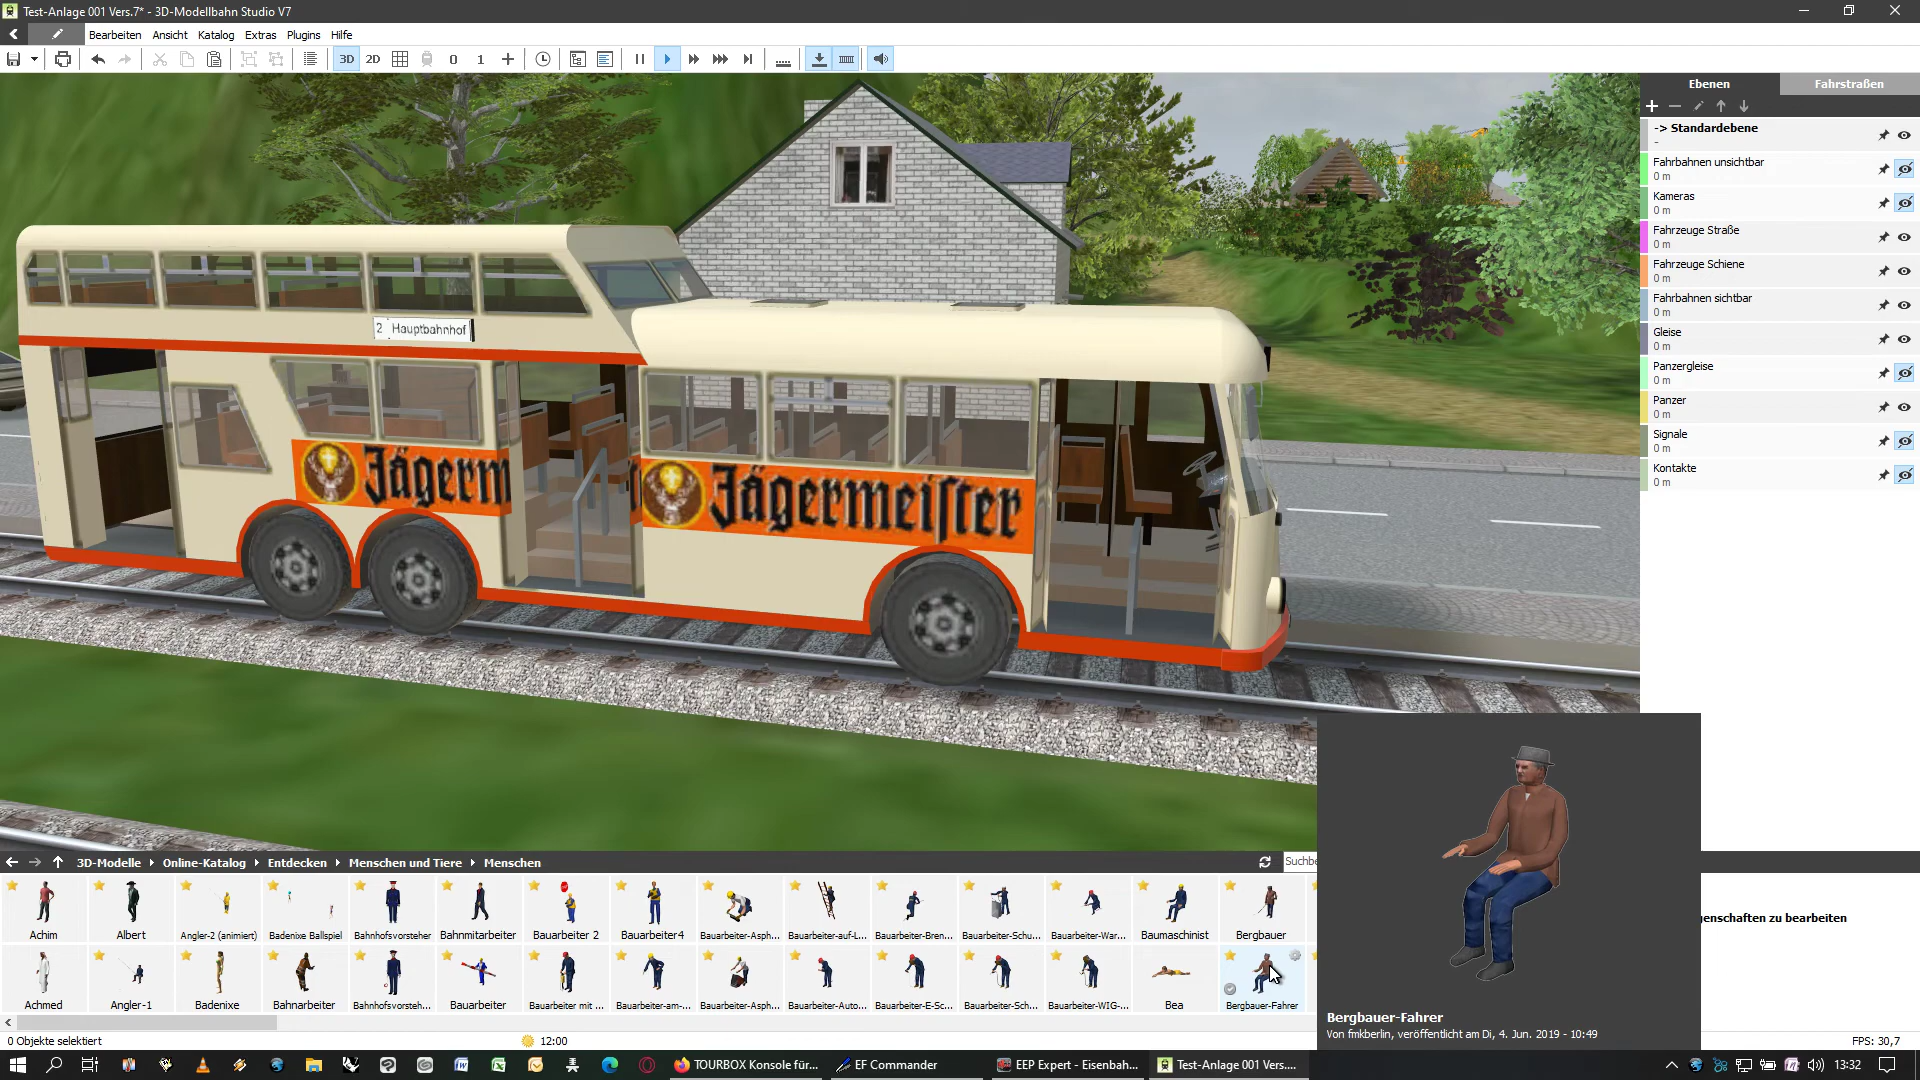 Test-Anlage 001 Vers.7* - 3D-Modellbahn Studio V7
Bearbeiten Ansicht Katalog Extras Plugins Hilfe
3D 2D 0 1
Ebenen Fahrstraßen
-> Standardebene
-
Fahrbahnen unsichtbar
0 m
Kameras
0 m
Fahrzeuge Straße
0 m
Fahrzeuge Schiene
0 m
Fahrbahnen sichtbar
0 m
Gleise
0 m
Panzergleise
0 m
Panzer
0 m
Signale
0 m
Kontakte
0 m
2 Hauptbahnhof
Jägerm
Jägermeister
3D-Modelle Online-Katalog Entdecken Menschen und Tiere Menschen
Suchbe
Achim Albert Angler-2 (animiert) Badenixe Ballspiel Bahnhofsvorsteher Bahnmitarbeiter Bauarbeiter 2 Bauarbeiter4 Bauarbeiter-Asph... Bauarbeiter-auf-L... Bauarbeiter-Bren... Bauarbeiter-Schu... Bauarbeiter-War... Baumaschinist Bergbauer
Achmed Angler-1 Badenixe Bahnarbeiter Bahnhofsvorsteh... Bauarbeiter Bauarbeiter mit ... Bauarbeiter-am-... Bauarbeiter-Asph... Bauarbeiter-Auto... Bauarbeiter-E-Sc... Bauarbeiter-Sch... Bauarbeiter-WIG-... Bea Bergbauer-Fahrer
Bergbauer-Fahrer
Von fmkberlin, veröffentlicht am Di, 4. Jun. 2019 - 10:49
genschaften zu bearbeiten
0 Objekte selektiert
12:00
FPS: 30,7
TOURBOX Konsole für... EF Commander EEP Expert - Eisenbah... Test-Anlage 001 Vers....
13:32